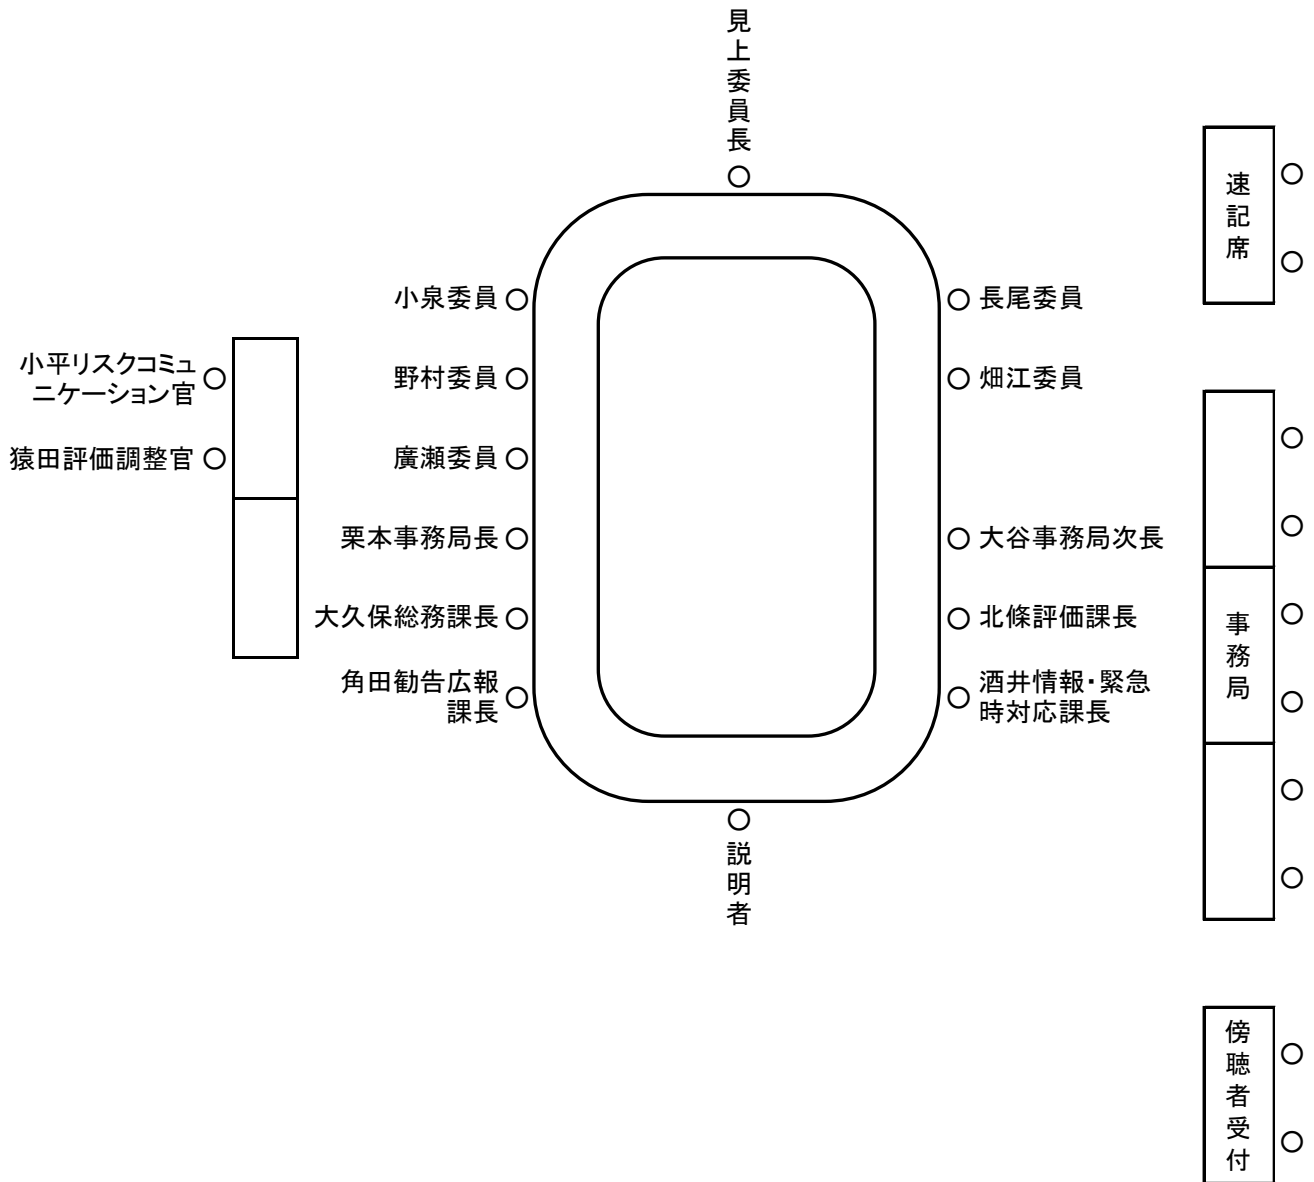 見上委員長
速記席
小泉委員
長尾委員
小平リスクコミュ
ニケーション官
野村委員
畑江委員
猿田評価調整官
廣瀬委員
栗本事務局長
大谷事務局次長
大久保総務課長
北條評価課長
事務局
角田勧告広報
課長
酒井情報・緊急
時対応課長
説明者
傍聴者受付